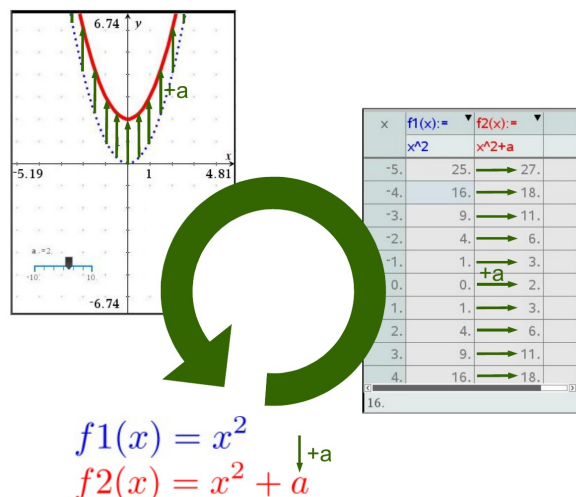 6.74 y
+a
x
-5.19 1 4.81
a =2.
-10 10
-6.74
x f1(x):= f2(x):=
x^2 x^2+a
-5. 25. 27.
-4. 16. 18.
-3. 9. 11.
-2. 4. 6.
-1. 1. 3.
+a
0. 0. 2.
1. 1. 3.
2. 4. 6.
3. 9. 11.
4. 16. 18.
16.
f1(x) = x²
+a
f2(x) = x² + a